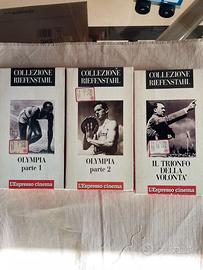 COLLEZIONE
RIEFENSTAHL
OLYMPIA
parte 1
L'Espresso cinema
COLLEZIONE
RIEFENSTAHL
OLYMPIA
parte 2
L'Espresso cinema
COLLEZIONE
RIEFENSTAHL
IL TRIONFO
DELLA
VOLONTA'
L'Espresso cinema